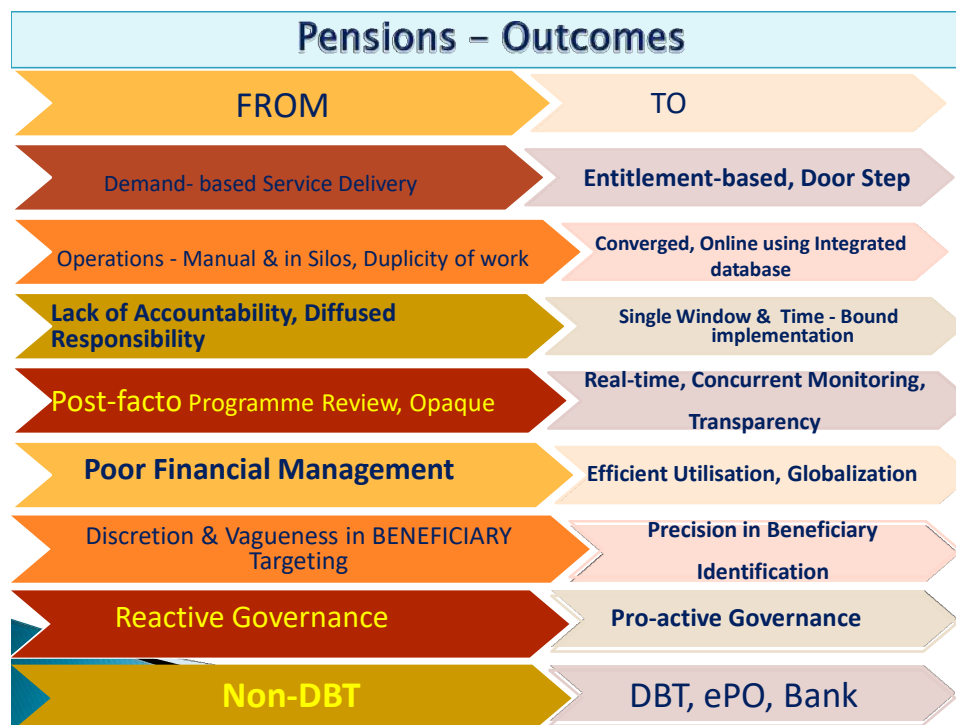 Pensions – Outcomes
FROM
TO
Demand- based Service Delivery
Entitlement-based, Door Step
Operations - Manual & in Silos, Duplicity of work
Converged, Online using Integrated
database
Lack of Accountability, Diffused
Responsibility
Single Window & Time - Bound
implementation
Post-facto Programme Review, Opaque
Real-time, Concurrent Monitoring,
Transparency
Poor Financial Management
Efficient Utilisation, Globalization
Discretion & Vagueness in BENEFICIARY
Targeting
Precision in Beneficiary
Identification
Reactive Governance
Pro-active Governance
Non-DBT
DBT, ePO, Bank